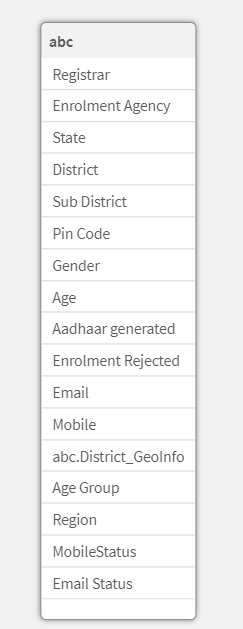 abc
Registrar
Enrolment Agency
State
District
Sub District
Pin Code
Gender
Age
Aadhaar generated
Enrolment Rejected
Email
Mobile
abc.District_GeoInfo
Age Group
Region
MobileStatus
Email Status